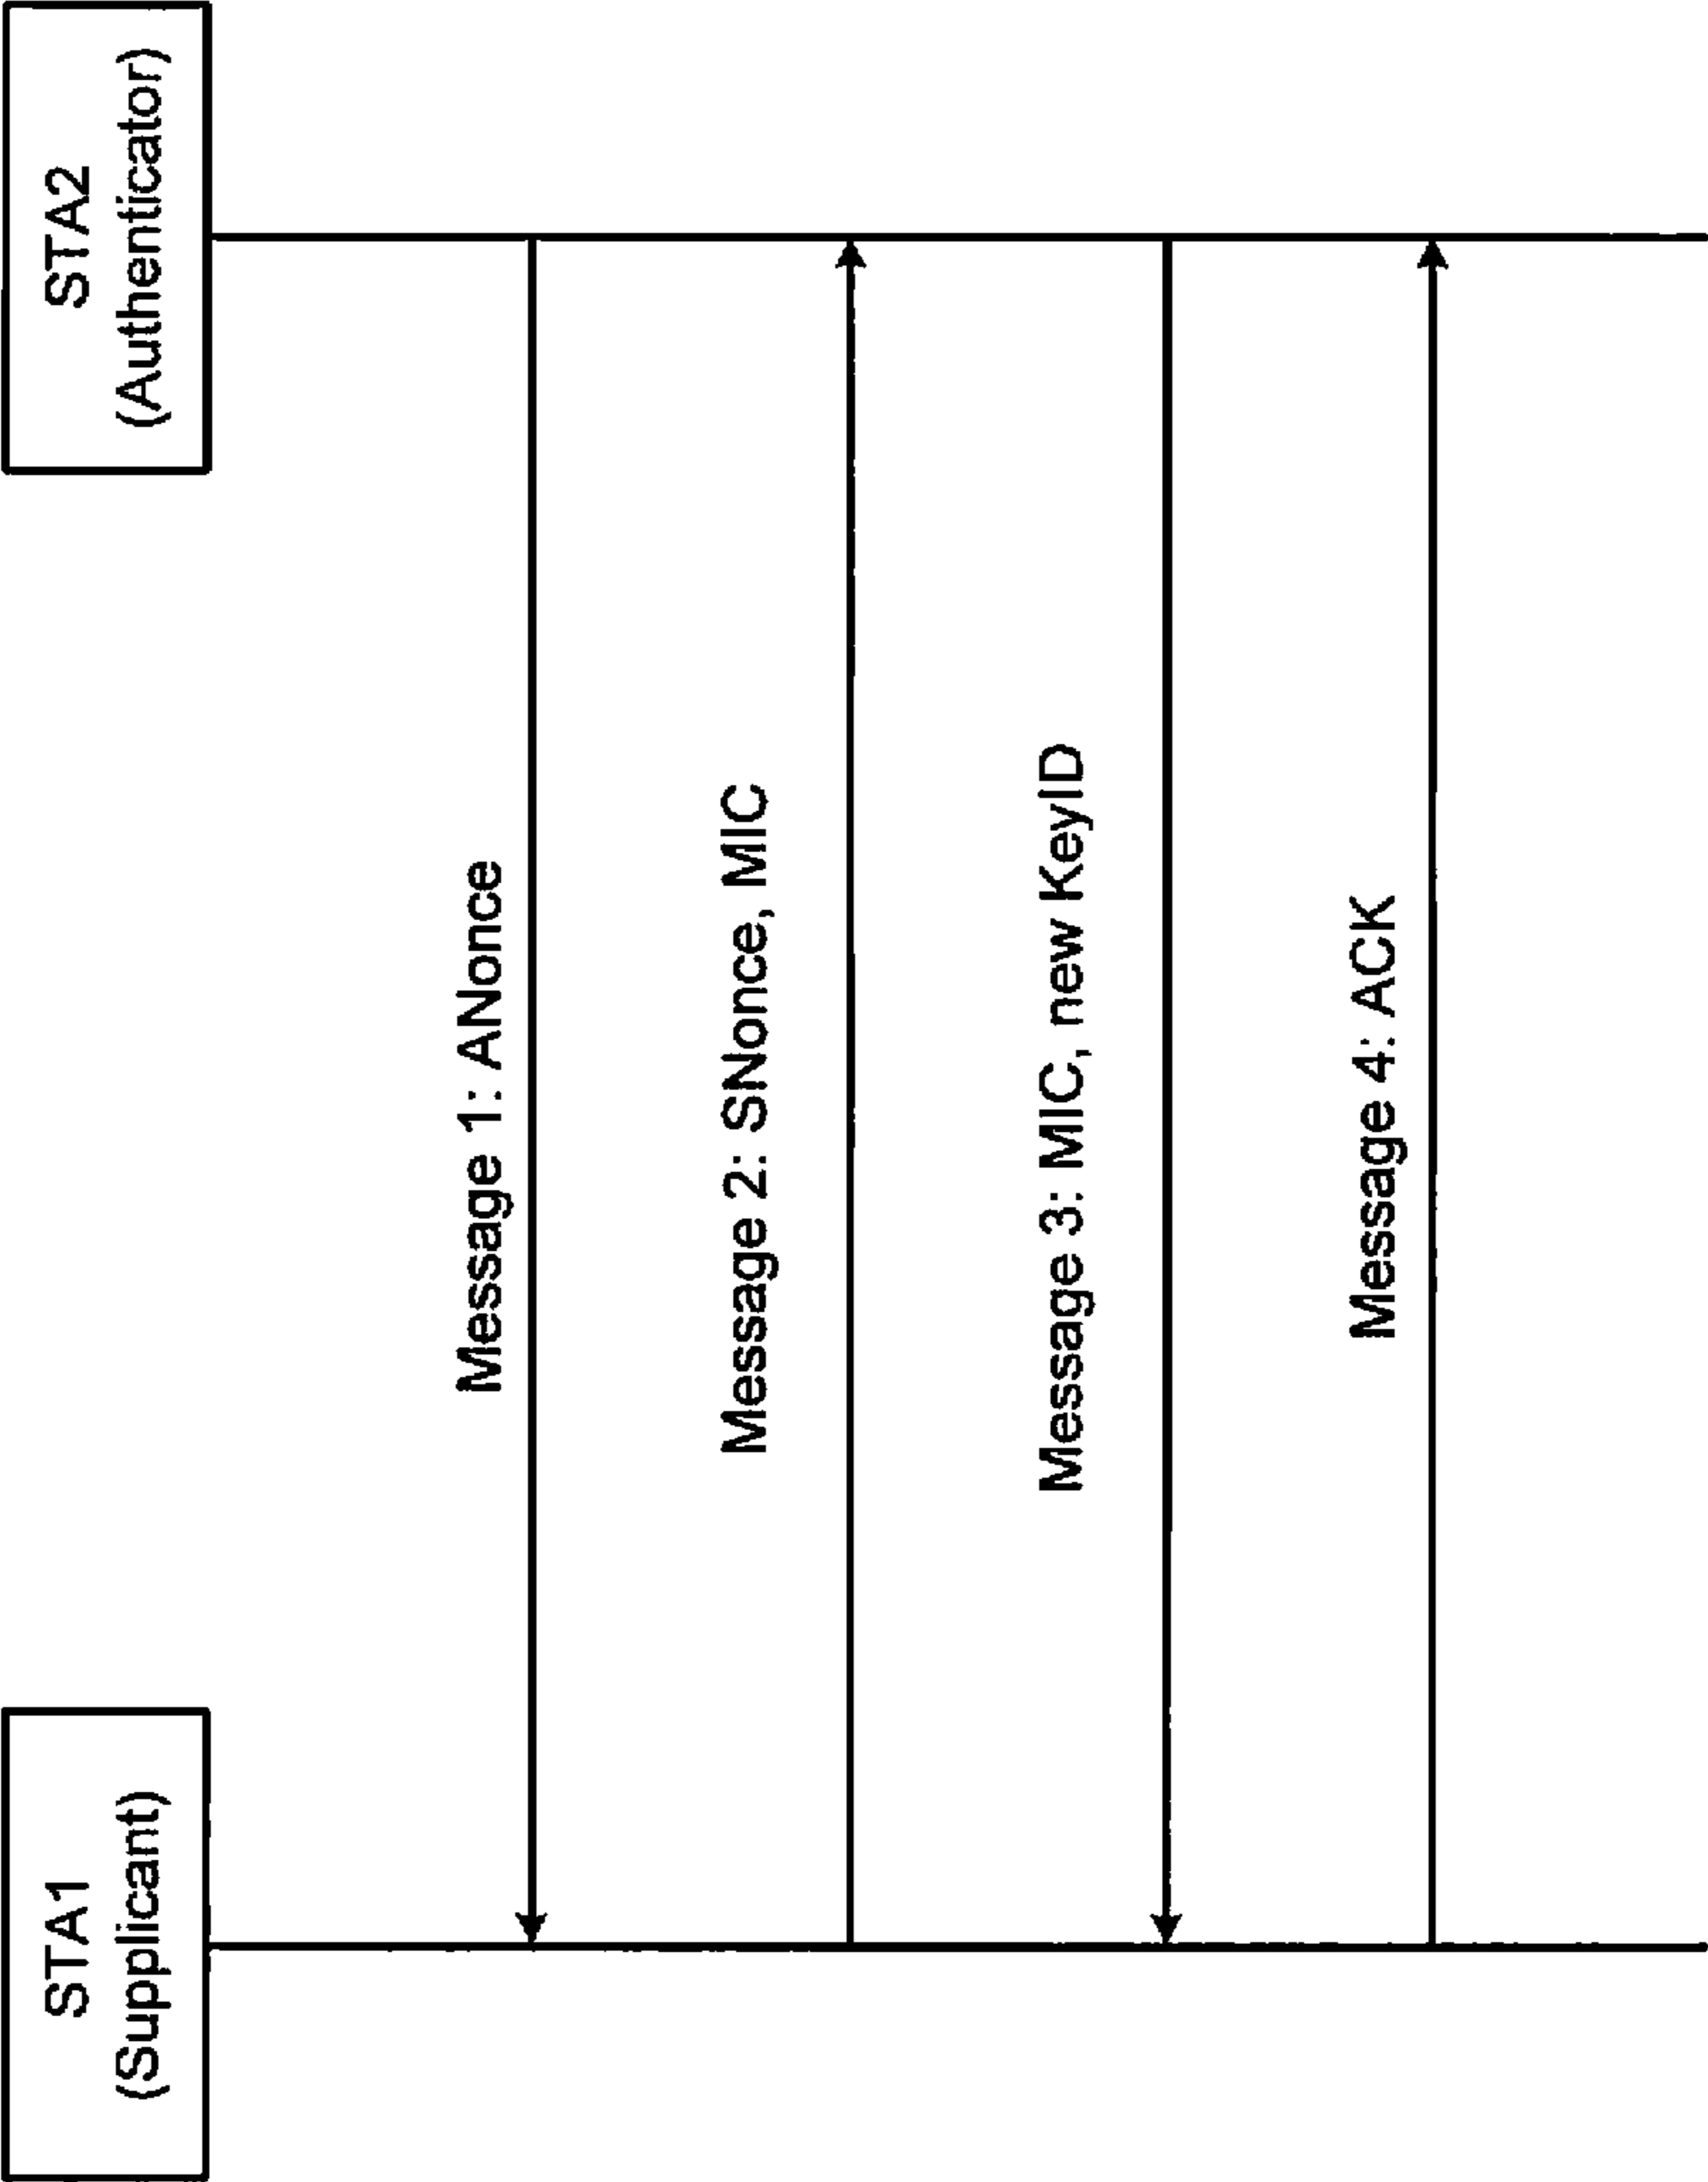 STA1
(Supplicant)
STA2
(Authenticator)
Message 1: ANonce
Message 2: SNonce, MIC
Message 3: MIC, new KeyID
Message 4: ACK